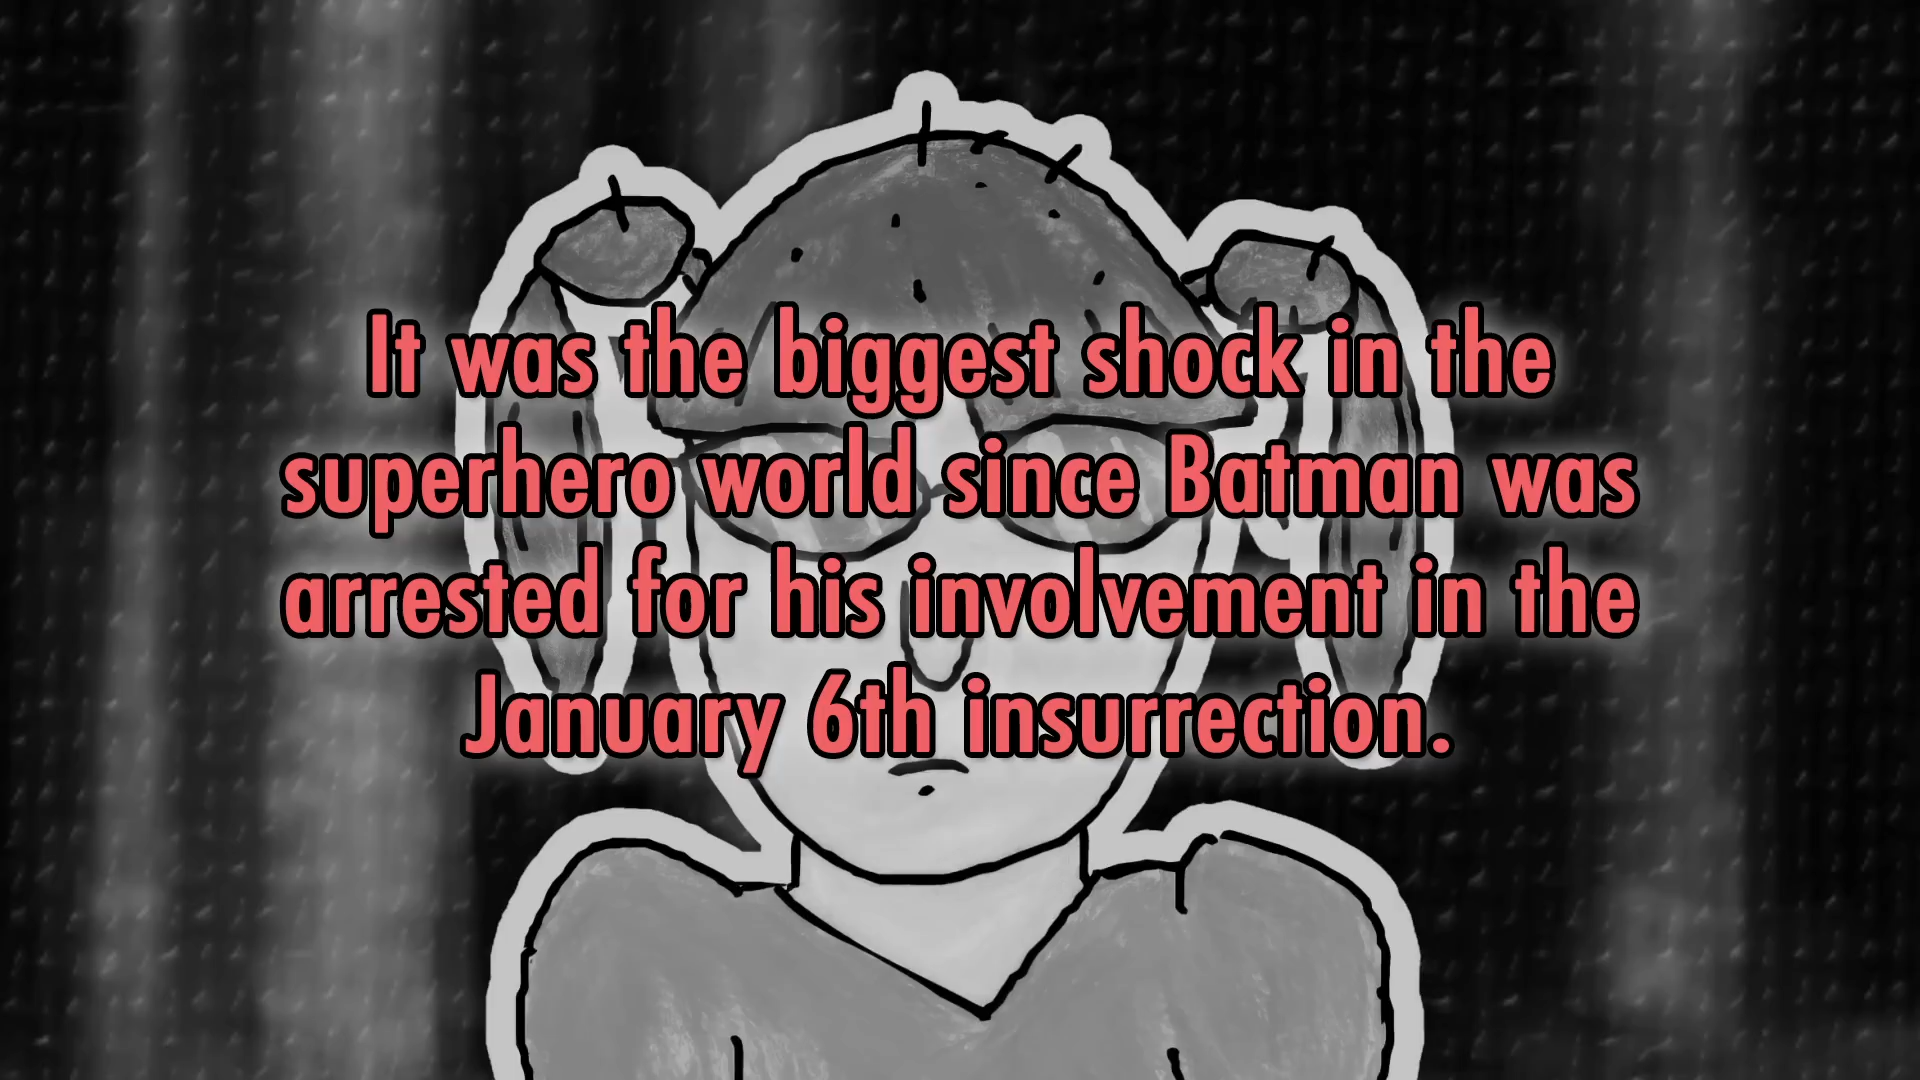 It was the biggest shock in the
superhero world since Batman was
arrested for his involvement in the
January 6th insurrection.